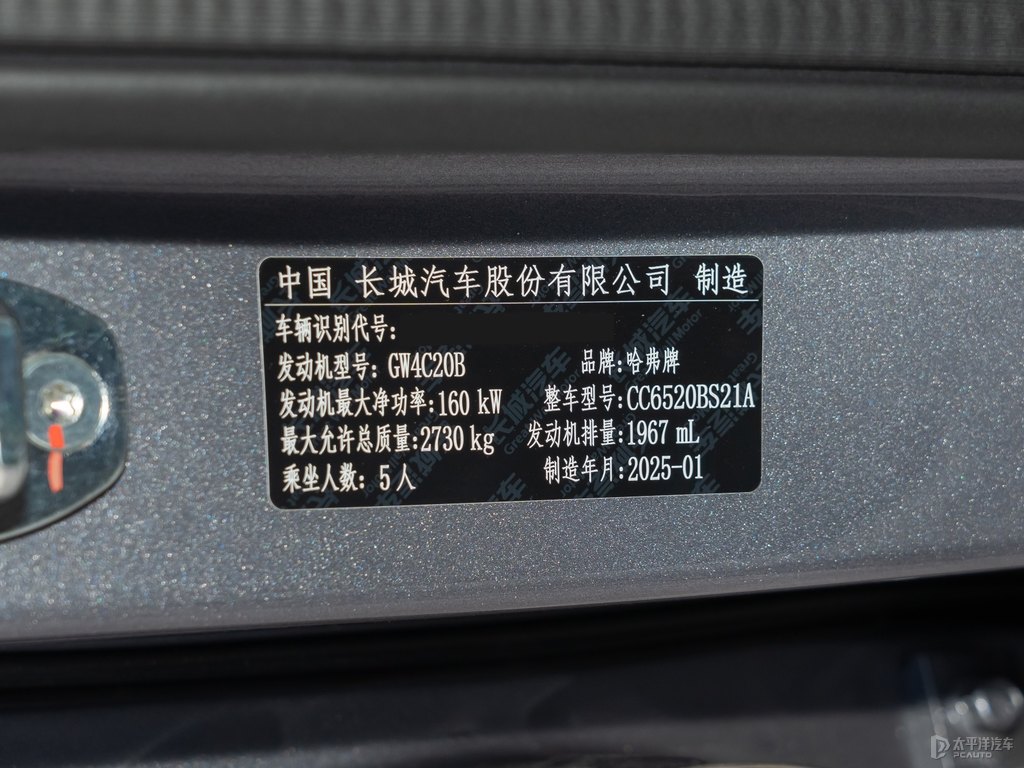 中国 长城汽车股份有限公司 制造
车辆识别代号:
发动机型号: GW4C20B 品牌:哈弗牌
发动机最大净功率:160 kW 整车型号:CC6520BS21A
最大允许总质量:2730 kg 发动机排量:1967 mL
乘坐人数: 5人 制造年月:2025-01
太平洋汽车
PCAUTO